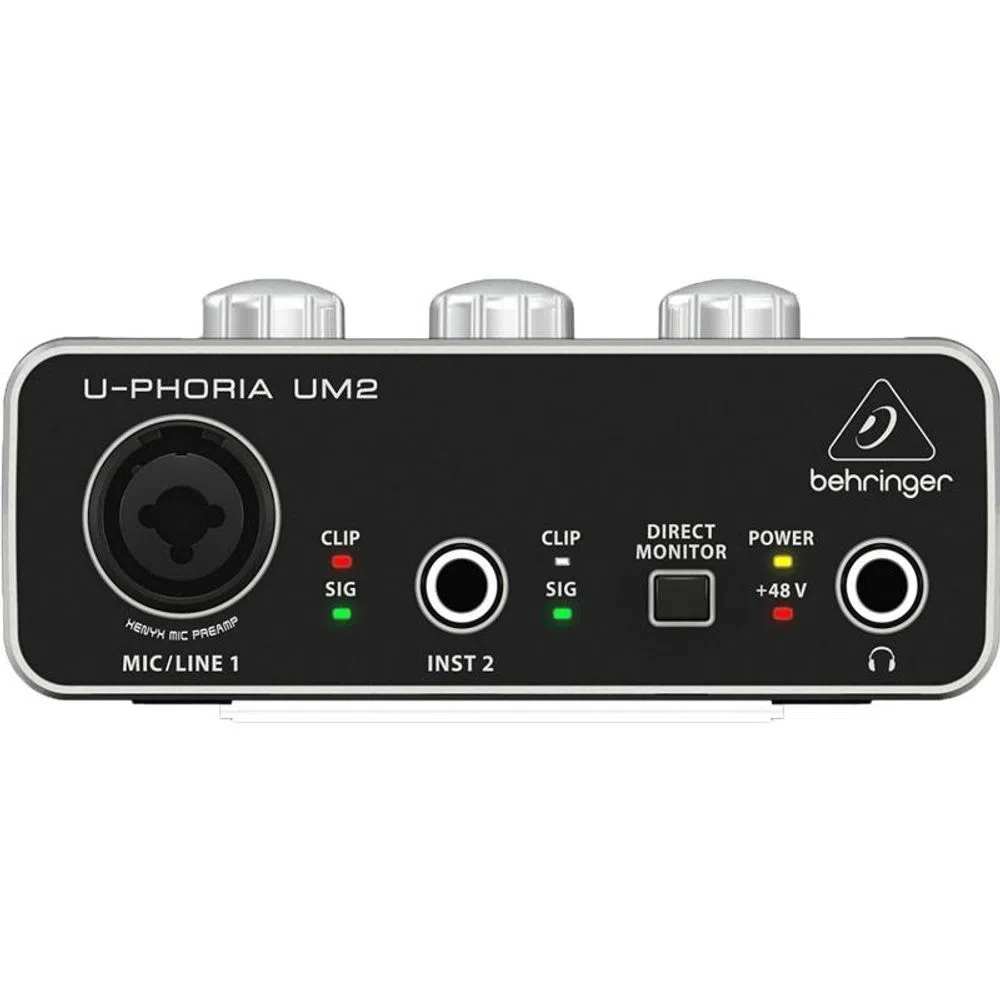 U-PHORIA UM2
behringer
CLIP
SIG
CLIP
SIG
DIRECT
MONITOR
POWER
+48 V
XENYX MIC PREAMP
MIC/LINE 1
INST 2